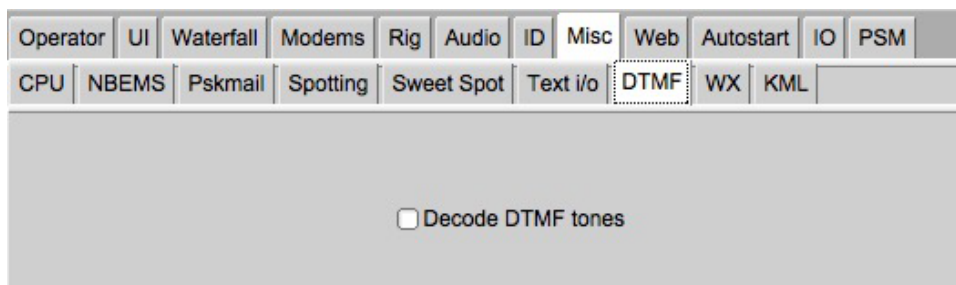 Operator UI Waterfall Modems Rig Audio ID Misc Web Autostart IO PSM
CPU NBEMS Pskmail Spotting Sweet Spot Text i/o DTMF WX KML
Decode DTMF tones